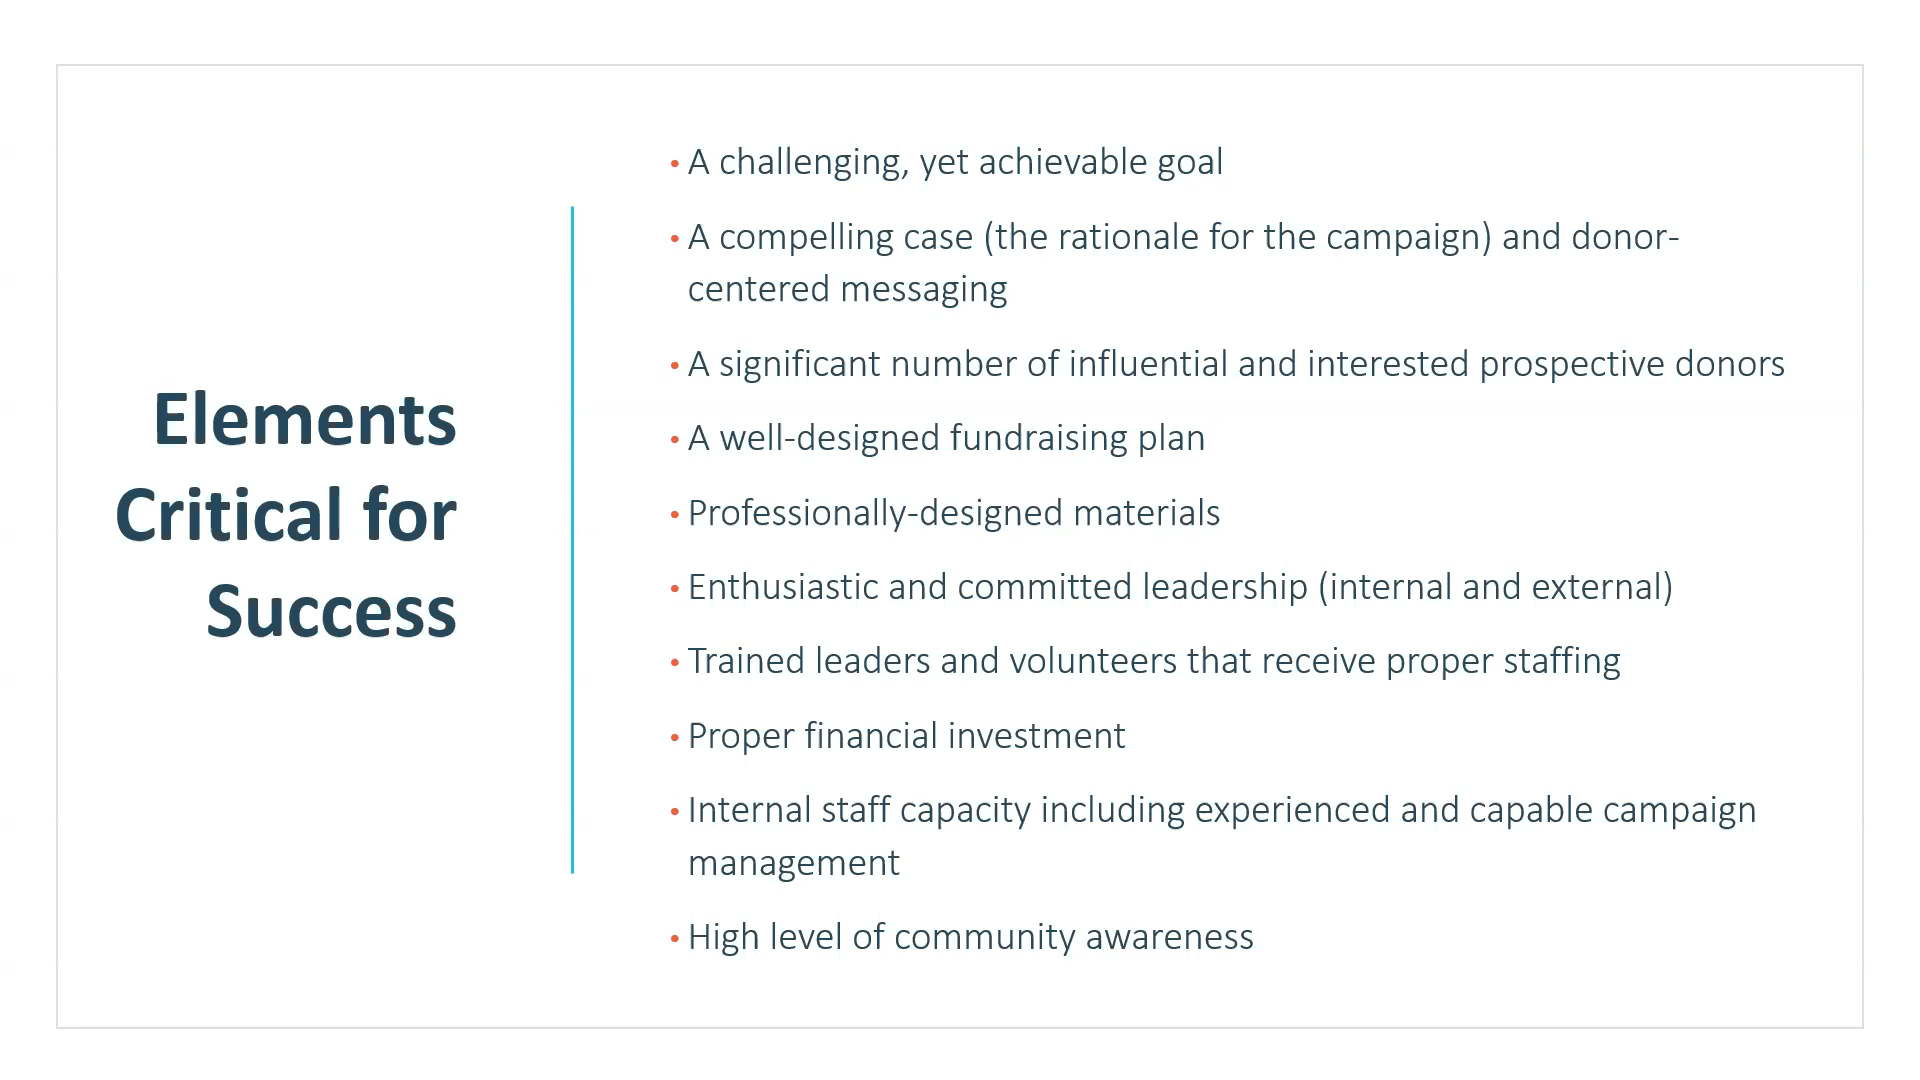 Elements
Critical for
Success
• A challenging, yet achievable goal
• A compelling case (the rationale for the campaign) and donor-
centered messaging
• A significant number of influential and interested prospective donors
• A well-designed fundraising plan
• Professionally-designed materials
• Enthusiastic and committed leadership (internal and external)
• Trained leaders and volunteers that receive proper staffing
• Proper financial investment
• Internal staff capacity including experienced and capable campaign
management
• High level of community awareness